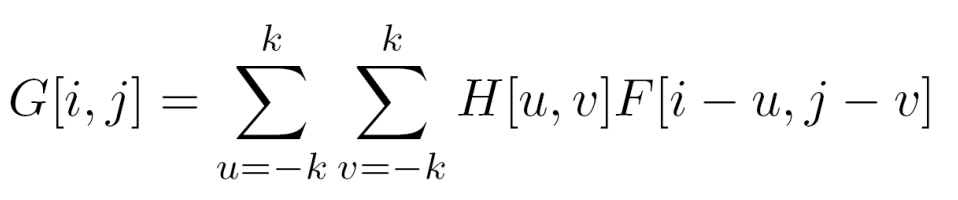 G[i, j] = \sum_{u=-k}^{k} \sum_{v=-k}^{k} H[u, v]F[i − u, j − v]